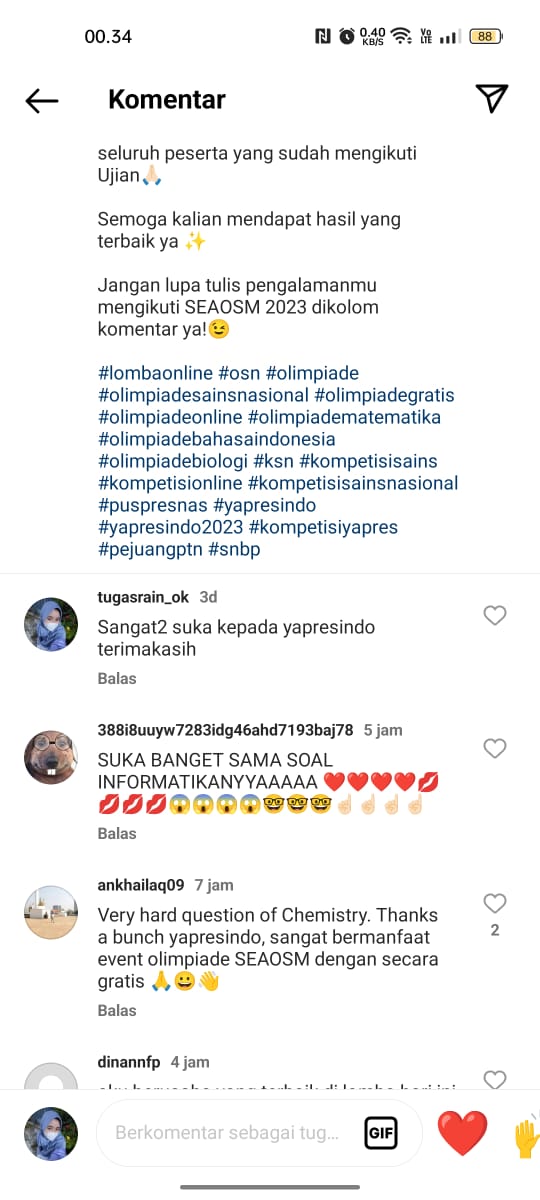 00.34
0.40
KB/S
Vo
LTE
88
Komentar
seluruh peserta yang sudah mengikuti
Ujian🙏🏻
Semoga kalian mendapat hasil yang
terbaik ya ✨
Jangan lupa tulis pengalamanmu
mengikuti SEAOSM 2023 dikolom
komentar ya!😉
#lombaonline #osn #olimpiade
#olimpiadesainsnasional #olimpiadegratis
#olimpiadeonline #olimpiadematematika
#olimpiadebahasaindonesia
#olimpiadebiologi #ksn #kompetisisains
#kompetisionline #kompetisisainsnasional
#puspresnas #yapresindo
#yapresindo2023 #kompetisiyapres
#pejuangptn #snbp
tugasrain_ok 3d
Sangat2 suka kepada yapresindo
terimakasih
Balas
388i8uuyw7283idg46ahd7193baj78 5 jam
SUKA BANGET SAMA SOAL
INFORMATIKANYYAAAAA ❤️❤️❤️❤️💋
💋💋💋😱😱😱😱🤓🤓🤓☝🏻☝🏻☝🏻☝🏻
Balas
ankhailaq09 7 jam
Very hard question of Chemistry. Thanks
a bunch yapresindo, sangat bermanfaat
event olimpiade SEAOSM dengan secara
gratis 🙏😀👋
2
Balas
dinannfp 4 jam
Berkomentar sebagai tug...
GIF